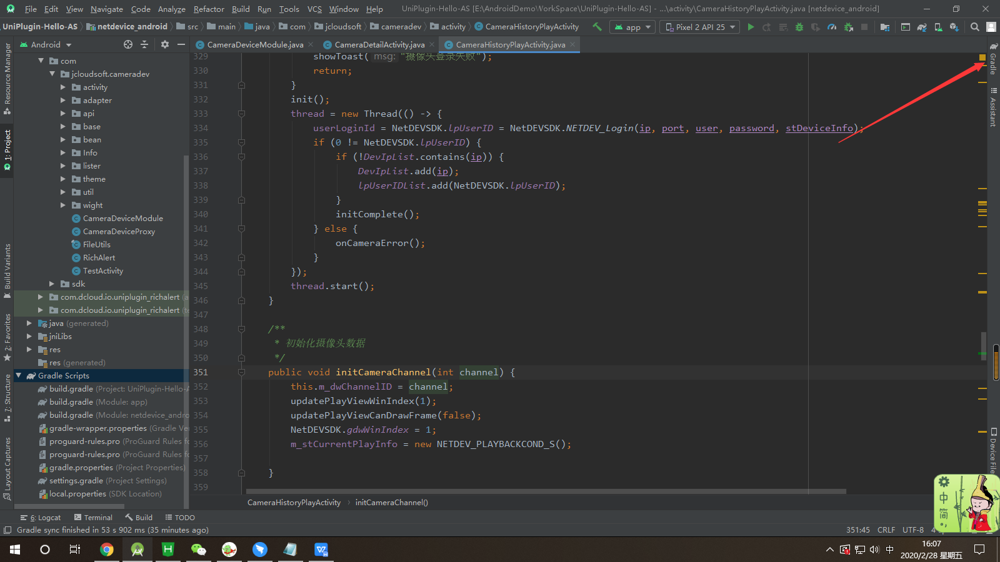 File Edit View Navigate Code Analyze Refactor Build Run Tools VCS Window Help UniPlugin-Hello-AS [E:\AndroidDemo\WorkSpace\UniPlugin-Hello-AS] - ...\activity\CameraHistoryPlayActivity.java [netdevice_android]
UniPlugin-Hello-AS netdevice_android src main java com jcloudsoft cameradev activity CameraHistoryPlayActivity app Pixel 2 API 25
Android
CameraDeviceModule.java CameraDetailActivity.java CameraHistoryPlayActivity.java
Resource Manager
1: Project
Build Variants
2: Favorites
7: Structure
Layout Captures
com
jcloudsoft.cameradev
activity
adapter
api
base
bean
Info
lister
theme
util
wight
CameraDeviceModule
CameraDeviceProxy
FileUtils
RichAlert
TestActivity
sdk
com.dcloud.io.uniplugin_richalert (a
com.dcloud.io.uniplugin_richalert (te
java (generated)
jniLibs
res
res (generated)
Gradle Scripts
build.gradle (Project: UniPlugin-Hello-A
build.gradle (Module: app)
build.gradle (Module: netdevice_andro
gradle-wrapper.properties (Gradle Ve
proguard-rules.pro (ProGuard Rules fo
proguard-rules.pro (ProGuard Rules fo
gradle.properties (Project Properties)
settings.gradle (Project Settings)
local.properties (SDK Location)
329 showToast( msg: "摄像头登录失败");
330 return;
331 }
332 init();
333 thread = new Thread(() -> {
334 userLoginId = NetDEVSDK.lpUserID = NetDEVSDK.NETDEV_Login(ip, port, user, password, stDeviceInfo);
335 if (0 != NetDEVSDK.lpUserID) {
336 if (!DevIpList.contains(ip)) {
337 DevIpList.add(ip);
338 lpUserIDList.add(NetDEVSDK.lpUserID);
339 }
340 initComplete();
341 } else {
342 onCameraError();
343 }
344 });
345 thread.start();
346 }
347
348 /**
349 * 初始化摄像头数据
350 */
351 public void initCameraChannel(int channel) {
352 this.m_dwChannelID = channel;
353 updatePlayViewWinIndex(1);
354 updatePlayViewCanDrawFrame(false);
355 NetDEVSDK.gdwWinIndex = 1;
356 m_stCurrentPlayInfo = new NETDEV_PLAYBACKCOND_S();
357
358 }
359
CameraHistoryPlayActivity › initCameraChannel()
Gradle
Assistant
Device File
中
简
6: Logcat Terminal Build TODO
Gradle sync finished in 53 s 902 ms (35 minutes ago) 351:45 CRLF UTF-8 4
中 16:07
2020/2/28 星期五